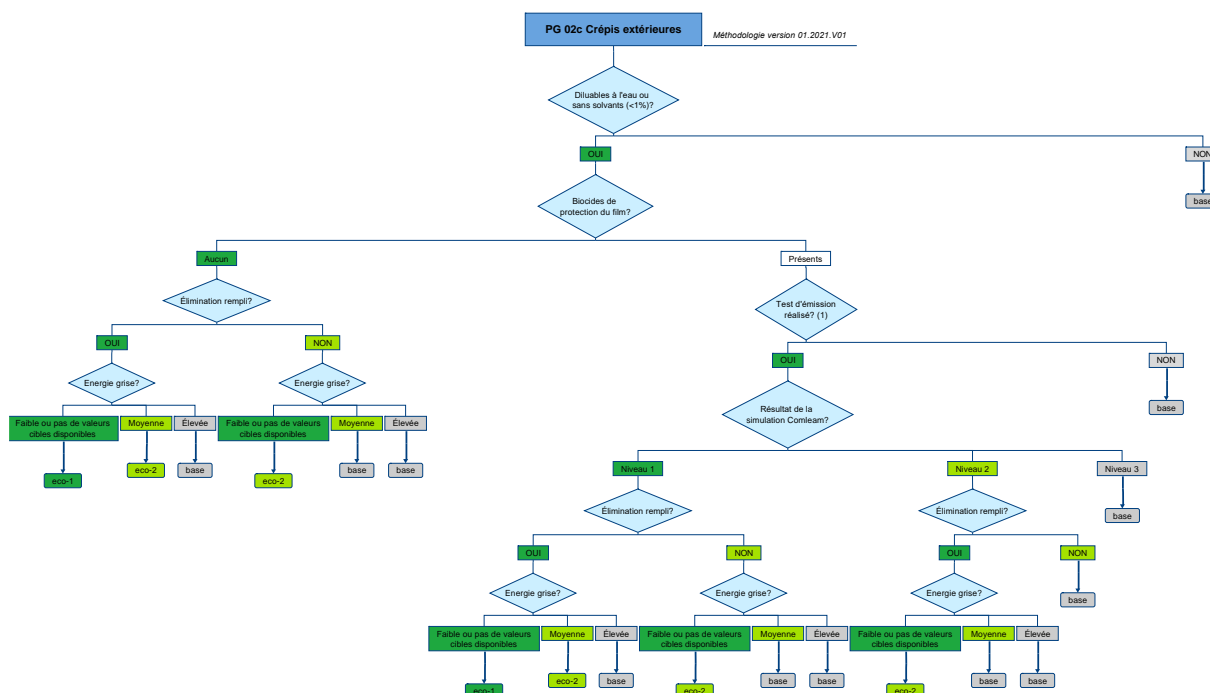 PG 02c Crépis extérieures
Méthodologie version 01.2021.V01
Diluables à l'eau ou
sans solvants (<1%)?
OUI
NON
base
Biocides de
protection du film?
Aucun
Présents
Élimination rempli?
Test d'émission
réalisé? (1)
OUI
NON
OUI
NON
base
Energie grise?
Energie grise?
Résultat de la
simulation Comleam?
Faible ou pas de valeurs
cibles disponibles
Moyenne
Élevée
Faible ou pas de valeurs
cibles disponibles
Moyenne
Élevée
eco-1
eco-2
base
eco-2
base
base
Niveau 1
Niveau 2
Niveau 3
base
Élimination rempli?
Élimination rempli?
OUI
NON
OUI
NON
base
Energie grise?
Energie grise?
Energie grise?
Faible ou pas de valeurs
cibles disponibles
Moyenne
Élevée
Faible ou pas de valeurs
cibles disponibles
Moyenne
Élevée
Faible ou pas de valeurs
cibles disponibles
Moyenne
Élevée
eco-1
eco-2
base
eco-2
base
base
eco-2
base
base